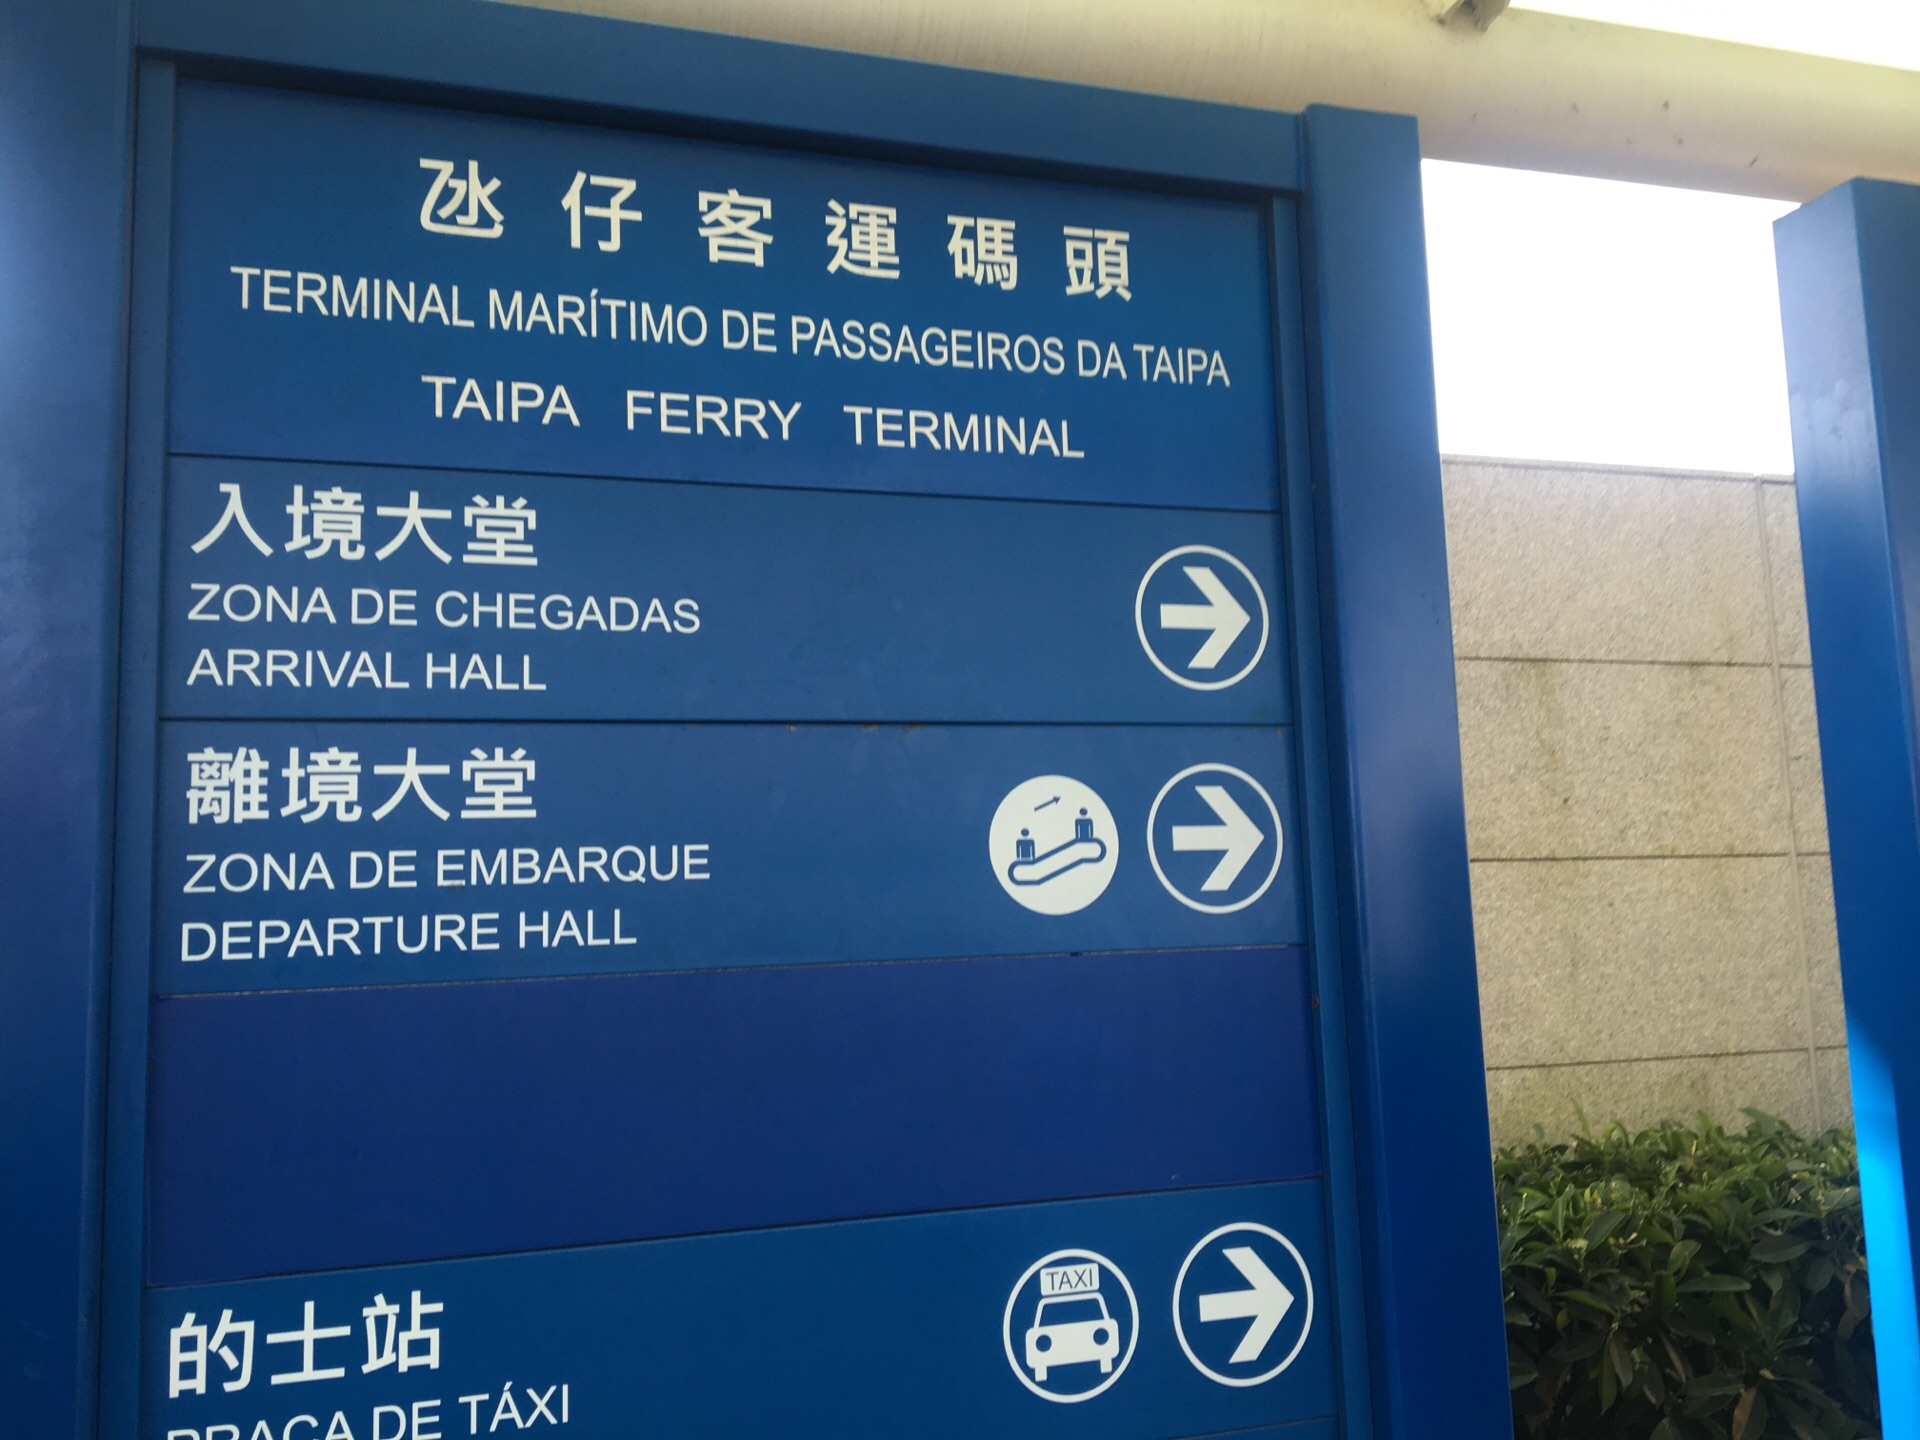 氹仔客運碼頭
TERMINAL MARÍTIMO DE PASSAGEIROS DA TAIPA
TAIPA FERRY TERMINAL
入境大堂
ZONA DE CHEGADAS
ARRIVAL HALL
離境大堂
ZONA DE EMBARQUE
DEPARTURE HALL
TAXI
的士站
PRAÇA DE TÁXI